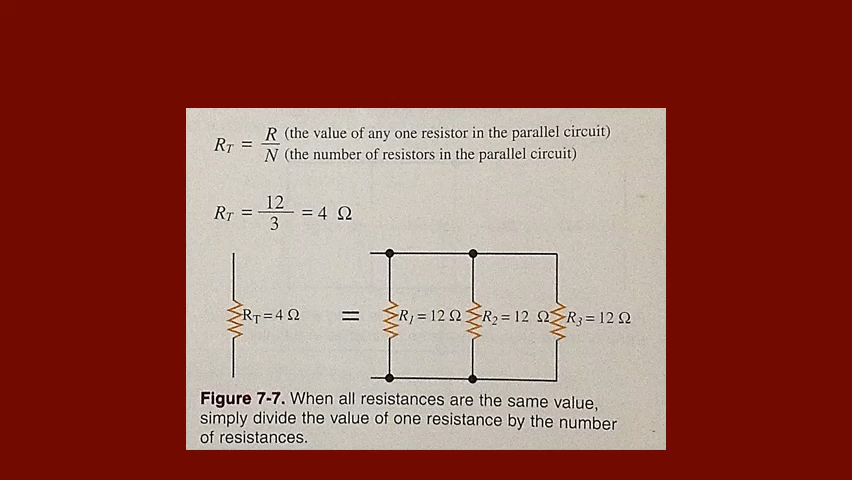 R_T = R (the value of any one resistor in the parallel circuit)
N (the number of resistors in the parallel circuit)
R_T = 12/3 = 4 Ω
R_T = 4 Ω = R_1 = 12 Ω R_2 = 12 Ω R_3 = 12 Ω
Figure 7-7. When all resistances are the same value,
simply divide the value of one resistance by the number
of resistances.